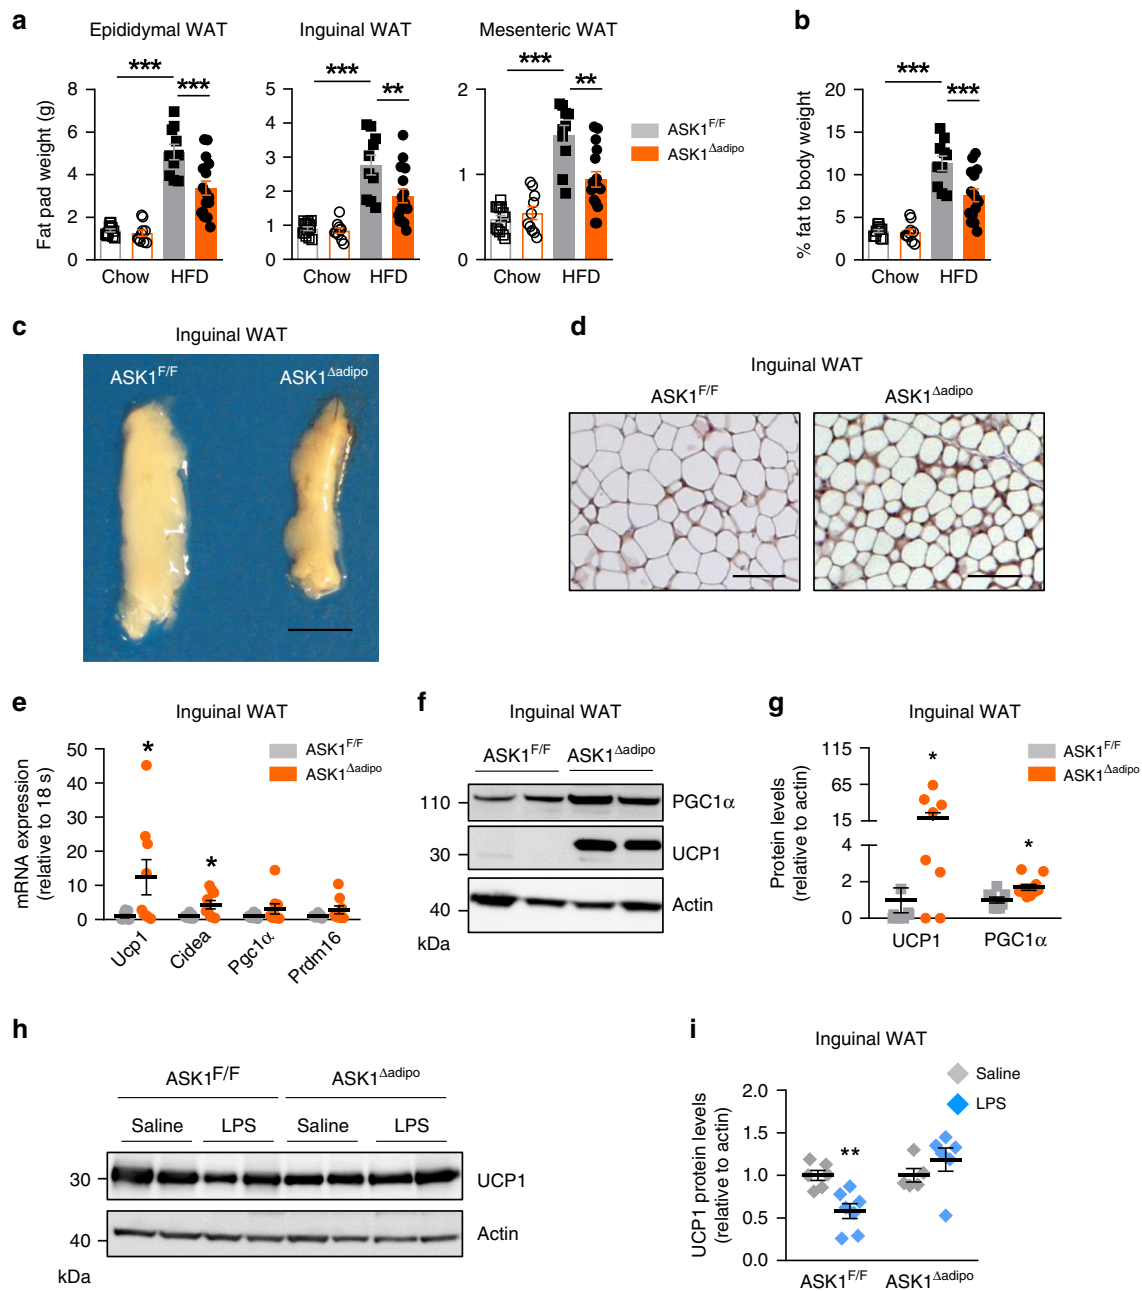 a
Epididymal WAT
Inguinal WAT
Mesenteric WAT
Fat pad weight (g)
8
6
4
2
0
***
***
Chow
HFD
5
4
3
2
1
0
***
**
Chow
HFD
2
1
0
***
**
Chow
HFD
ASK1F/F
ASK1Δadipo
b
% fat to body weight
20
15
10
5
0
***
***
Chow
HFD
c
Inguinal WAT
ASK1F/F
ASK1Δadipo
d
Inguinal WAT
ASK1F/F
ASK1Δadipo
e
Inguinal WAT
mRNA expression
(relative to 18 s)
50
40
30
20
10
0
*
*
ASK1F/F
ASK1Δadipo
Ucp1
Cidea
Pgc1α
Prdm16
f
Inguinal WAT
ASK1F/F
ASK1Δadipo
110
PGC1α
30
UCP1
40
Actin
kDa
g
Inguinal WAT
Protein levels
(relative to actin)
115
65
15
4
2
0
*
*
ASK1F/F
ASK1Δadipo
UCP1
PGC1α
h
ASK1F/F
ASK1Δadipo
Saline
LPS
Saline
LPS
30
UCP1
40
Actin
kDa
i
Inguinal WAT
Saline
LPS
UCP1 protein levels
(relative to actin)
2.0
1.5
1.0
0.5
0.0
**
ASK1F/F
ASK1Δadipo